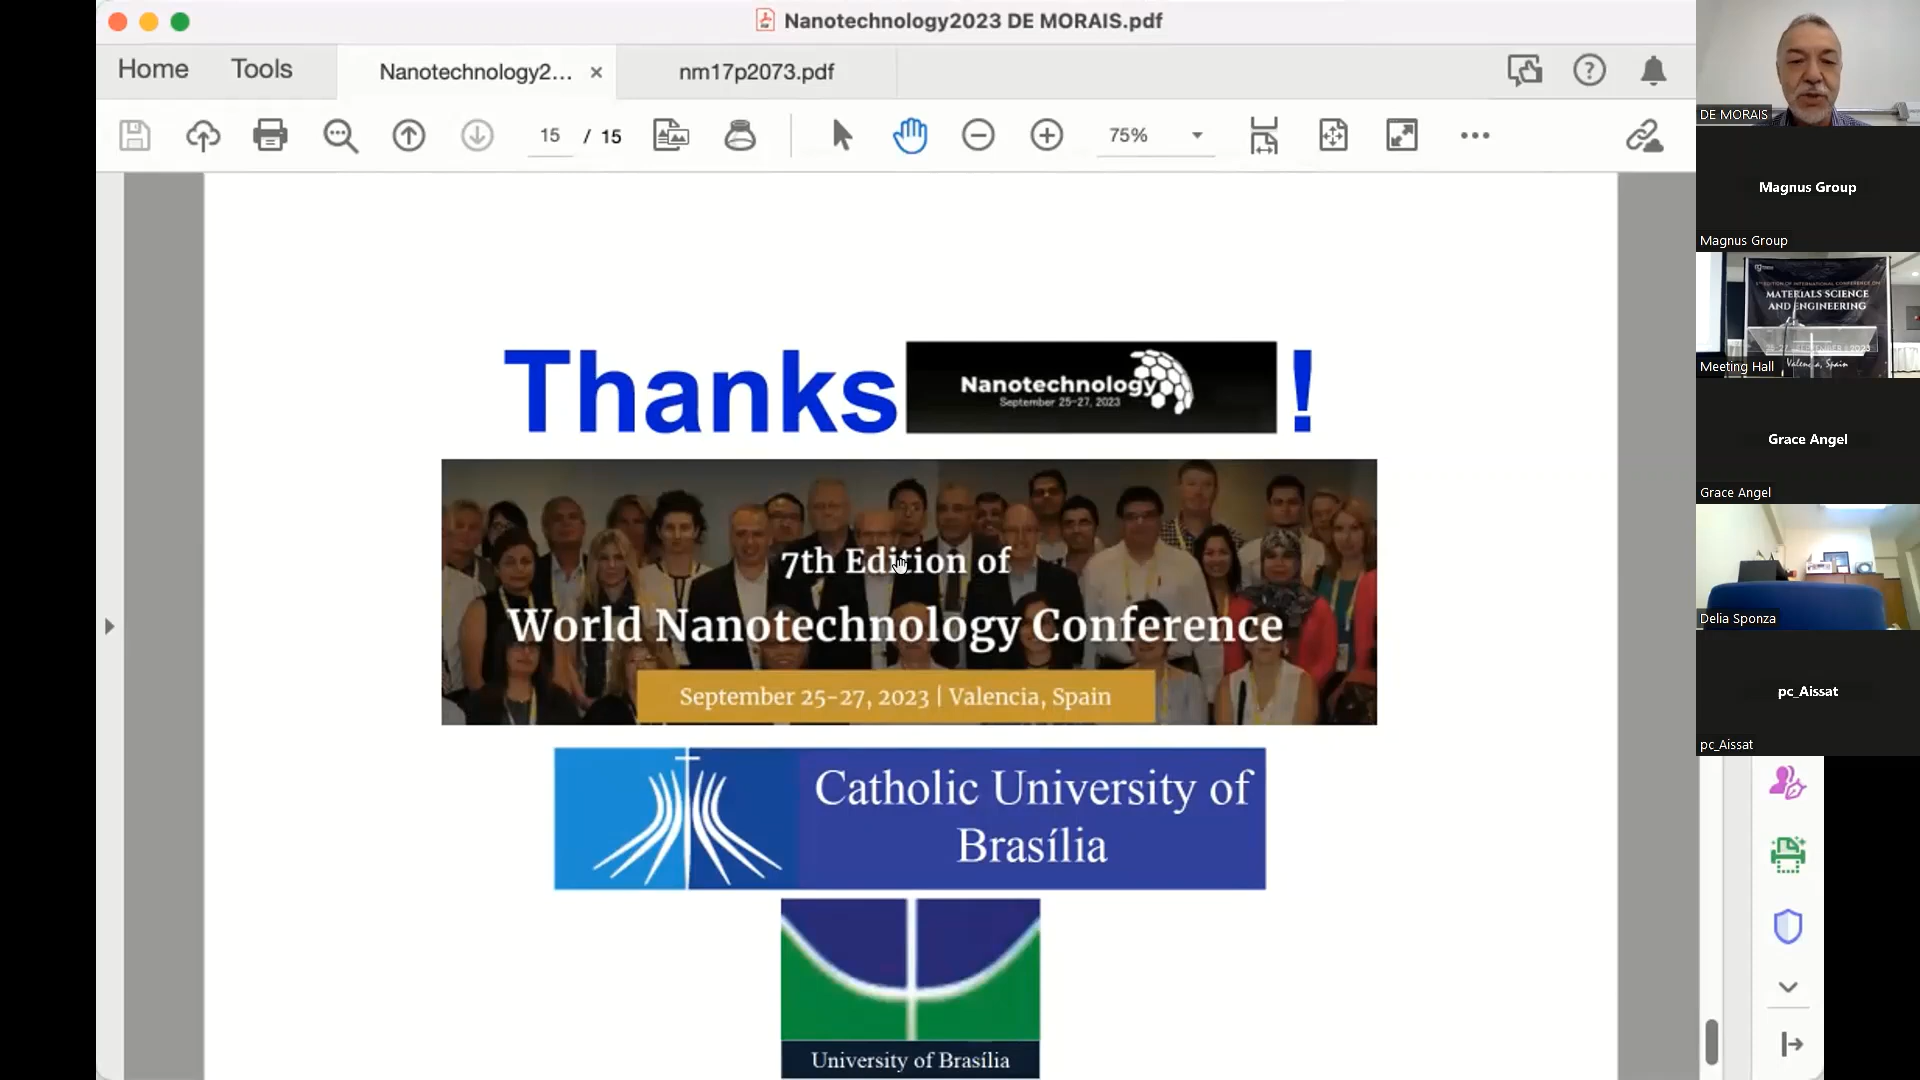 Nanotechnology2023 DE MORAIS.pdf
Home
Tools
Nanotechnology2...
nm17p2073.pdf
15 / 15
75%
Thanks
Nanotechnology
September 25-27, 2023
!
7th Edition of
World Nanotechnology Conference
September 25-27, 2023 | Valencia, Spain
Catholic University of
Brasília
University of Brasília
DE MORAIS
Magnus Group
Magnus Group
MATERIALS SCIENCE
AND ENGINEERING
Valencia, Spain
Meeting Hall
Grace Angel
Grace Angel
Delia Sponza
pc_Aissat
pc_Aissat